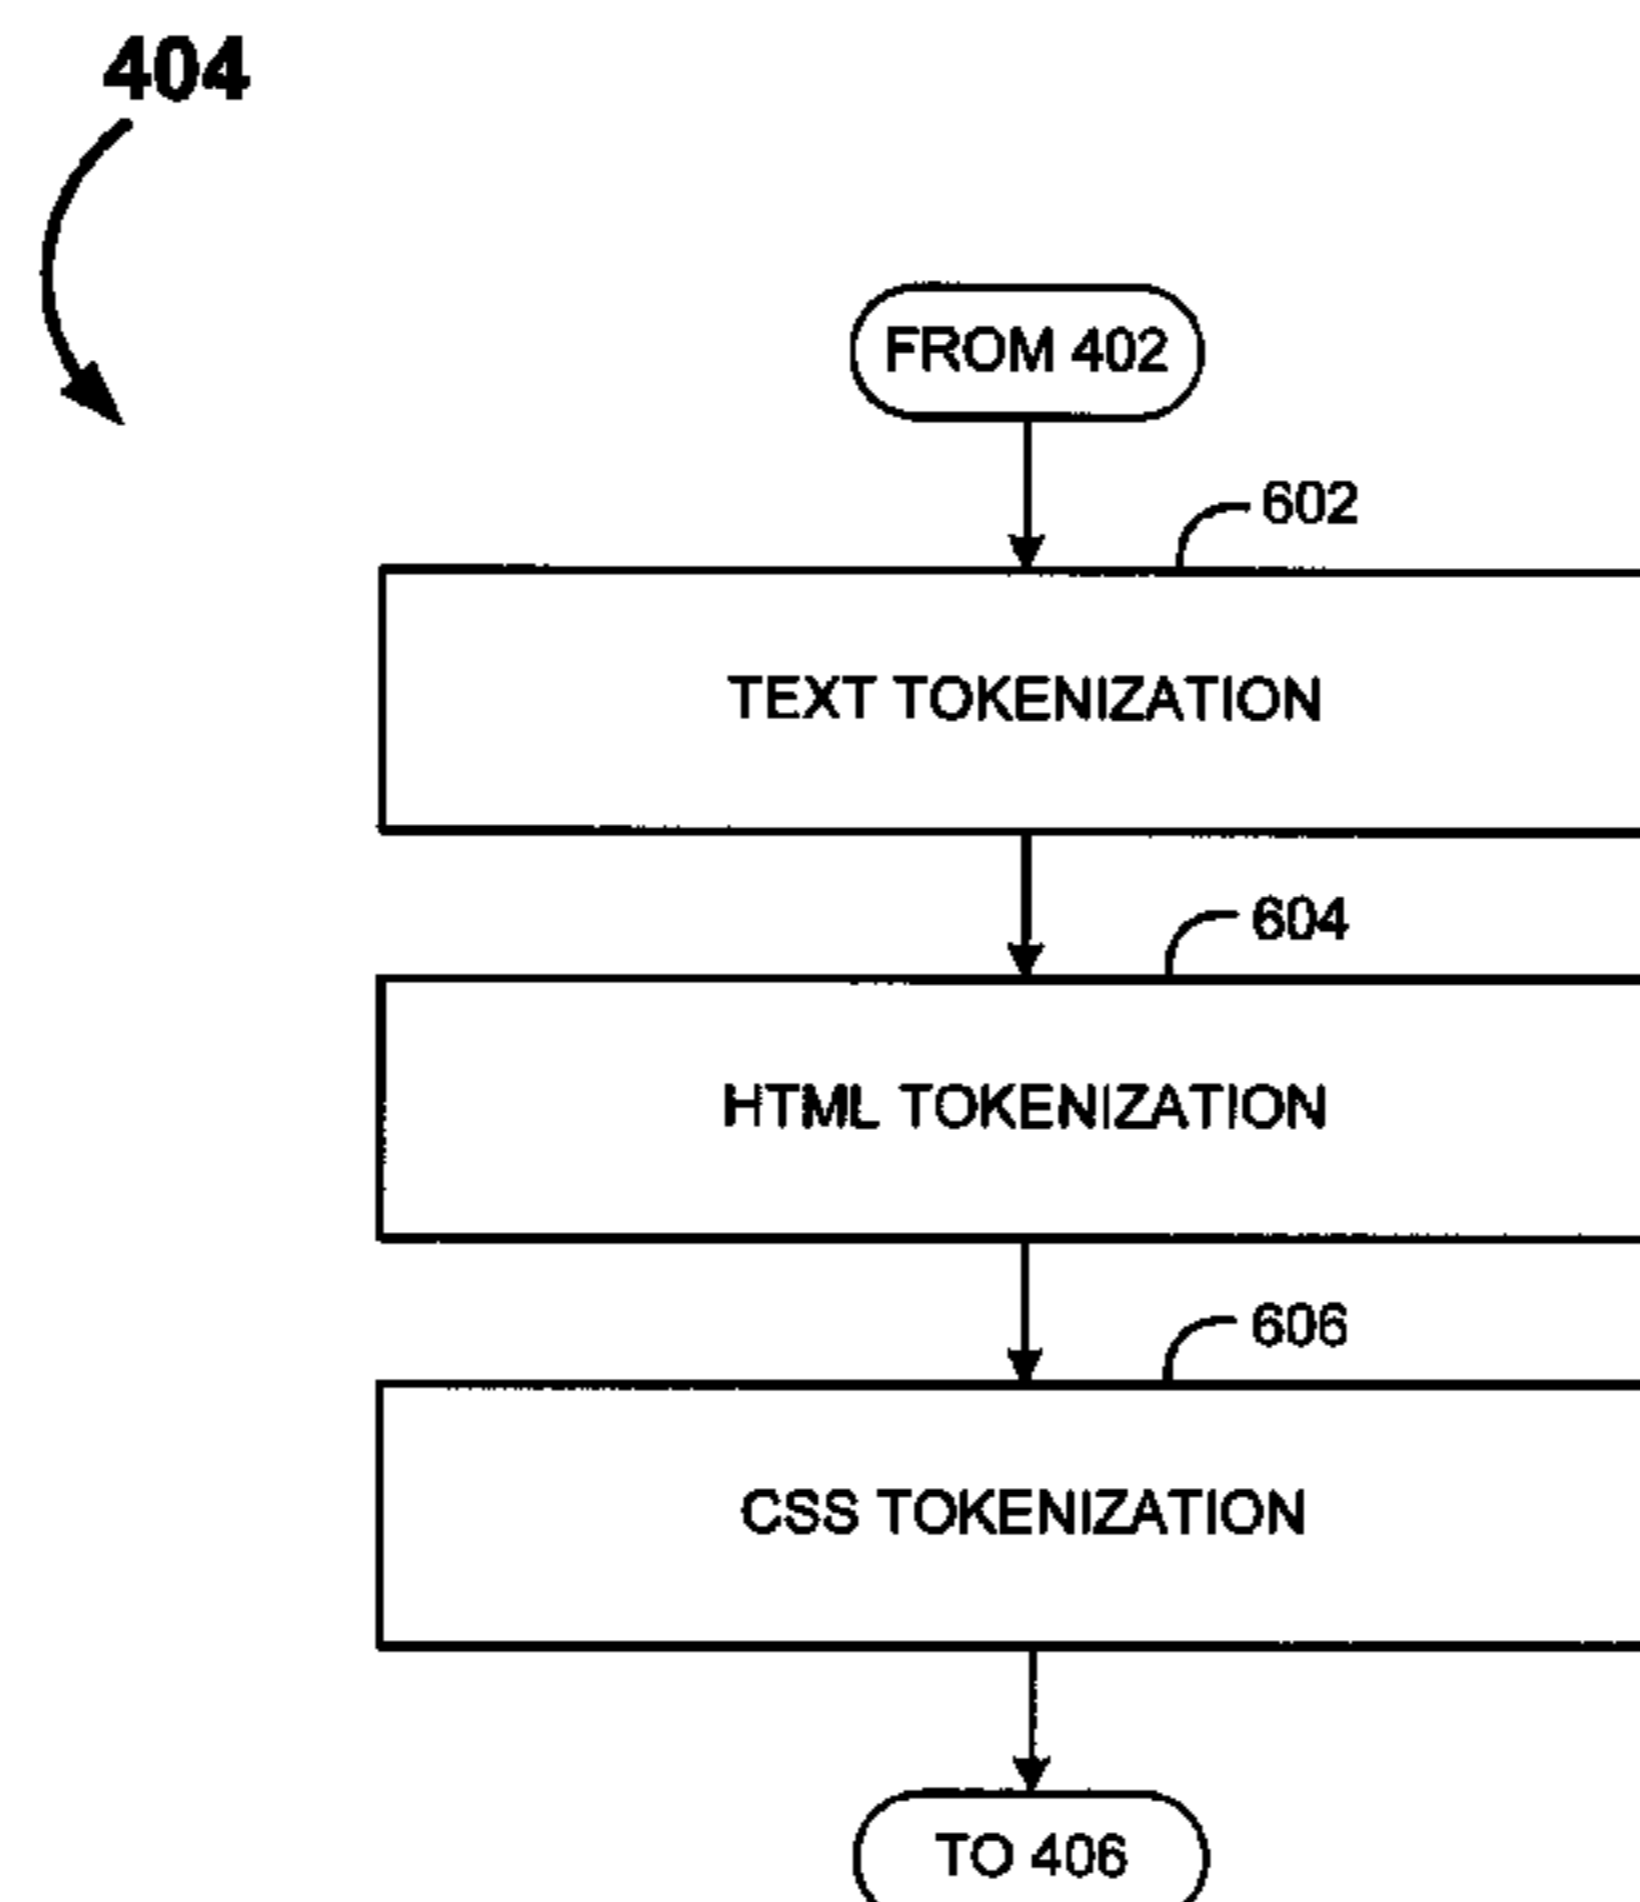 404
FROM 402
602
TEXT TOKENIZATION
604
HTML TOKENIZATION
606
CSS TOKENIZATION
TO 406